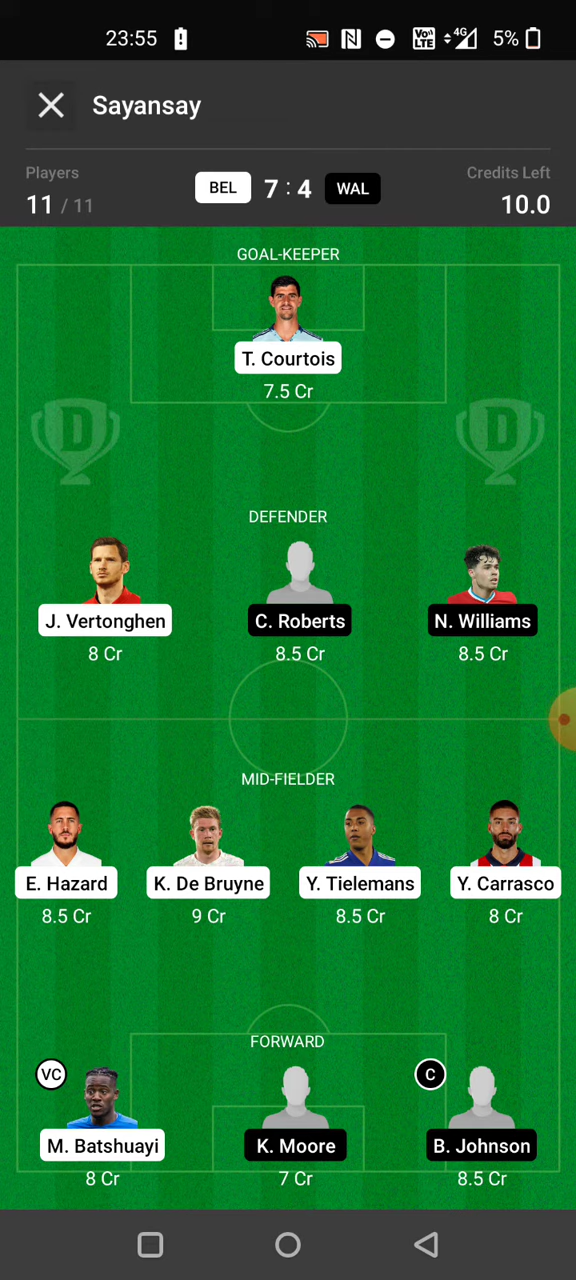 23:55 N Vo)) LTE 4G 5%
Sayansay
Players
11 / 11
BEL 7 : 4 WAL
Credits Left
10.0
GOAL-KEEPER
T. Courtois
7.5 Cr
D D
DEFENDER
J. Vertonghen C. Roberts N. Williams
8 Cr 8.5 Cr 8.5 Cr
MID-FIELDER
E. Hazard K. De Bruyne Y. Tielemans Y. Carrasco
8.5 Cr 9 Cr 8.5 Cr 8 Cr
FORWARD
VC C
M. Batshuayi K. Moore B. Johnson
8 Cr 7 Cr 8.5 Cr